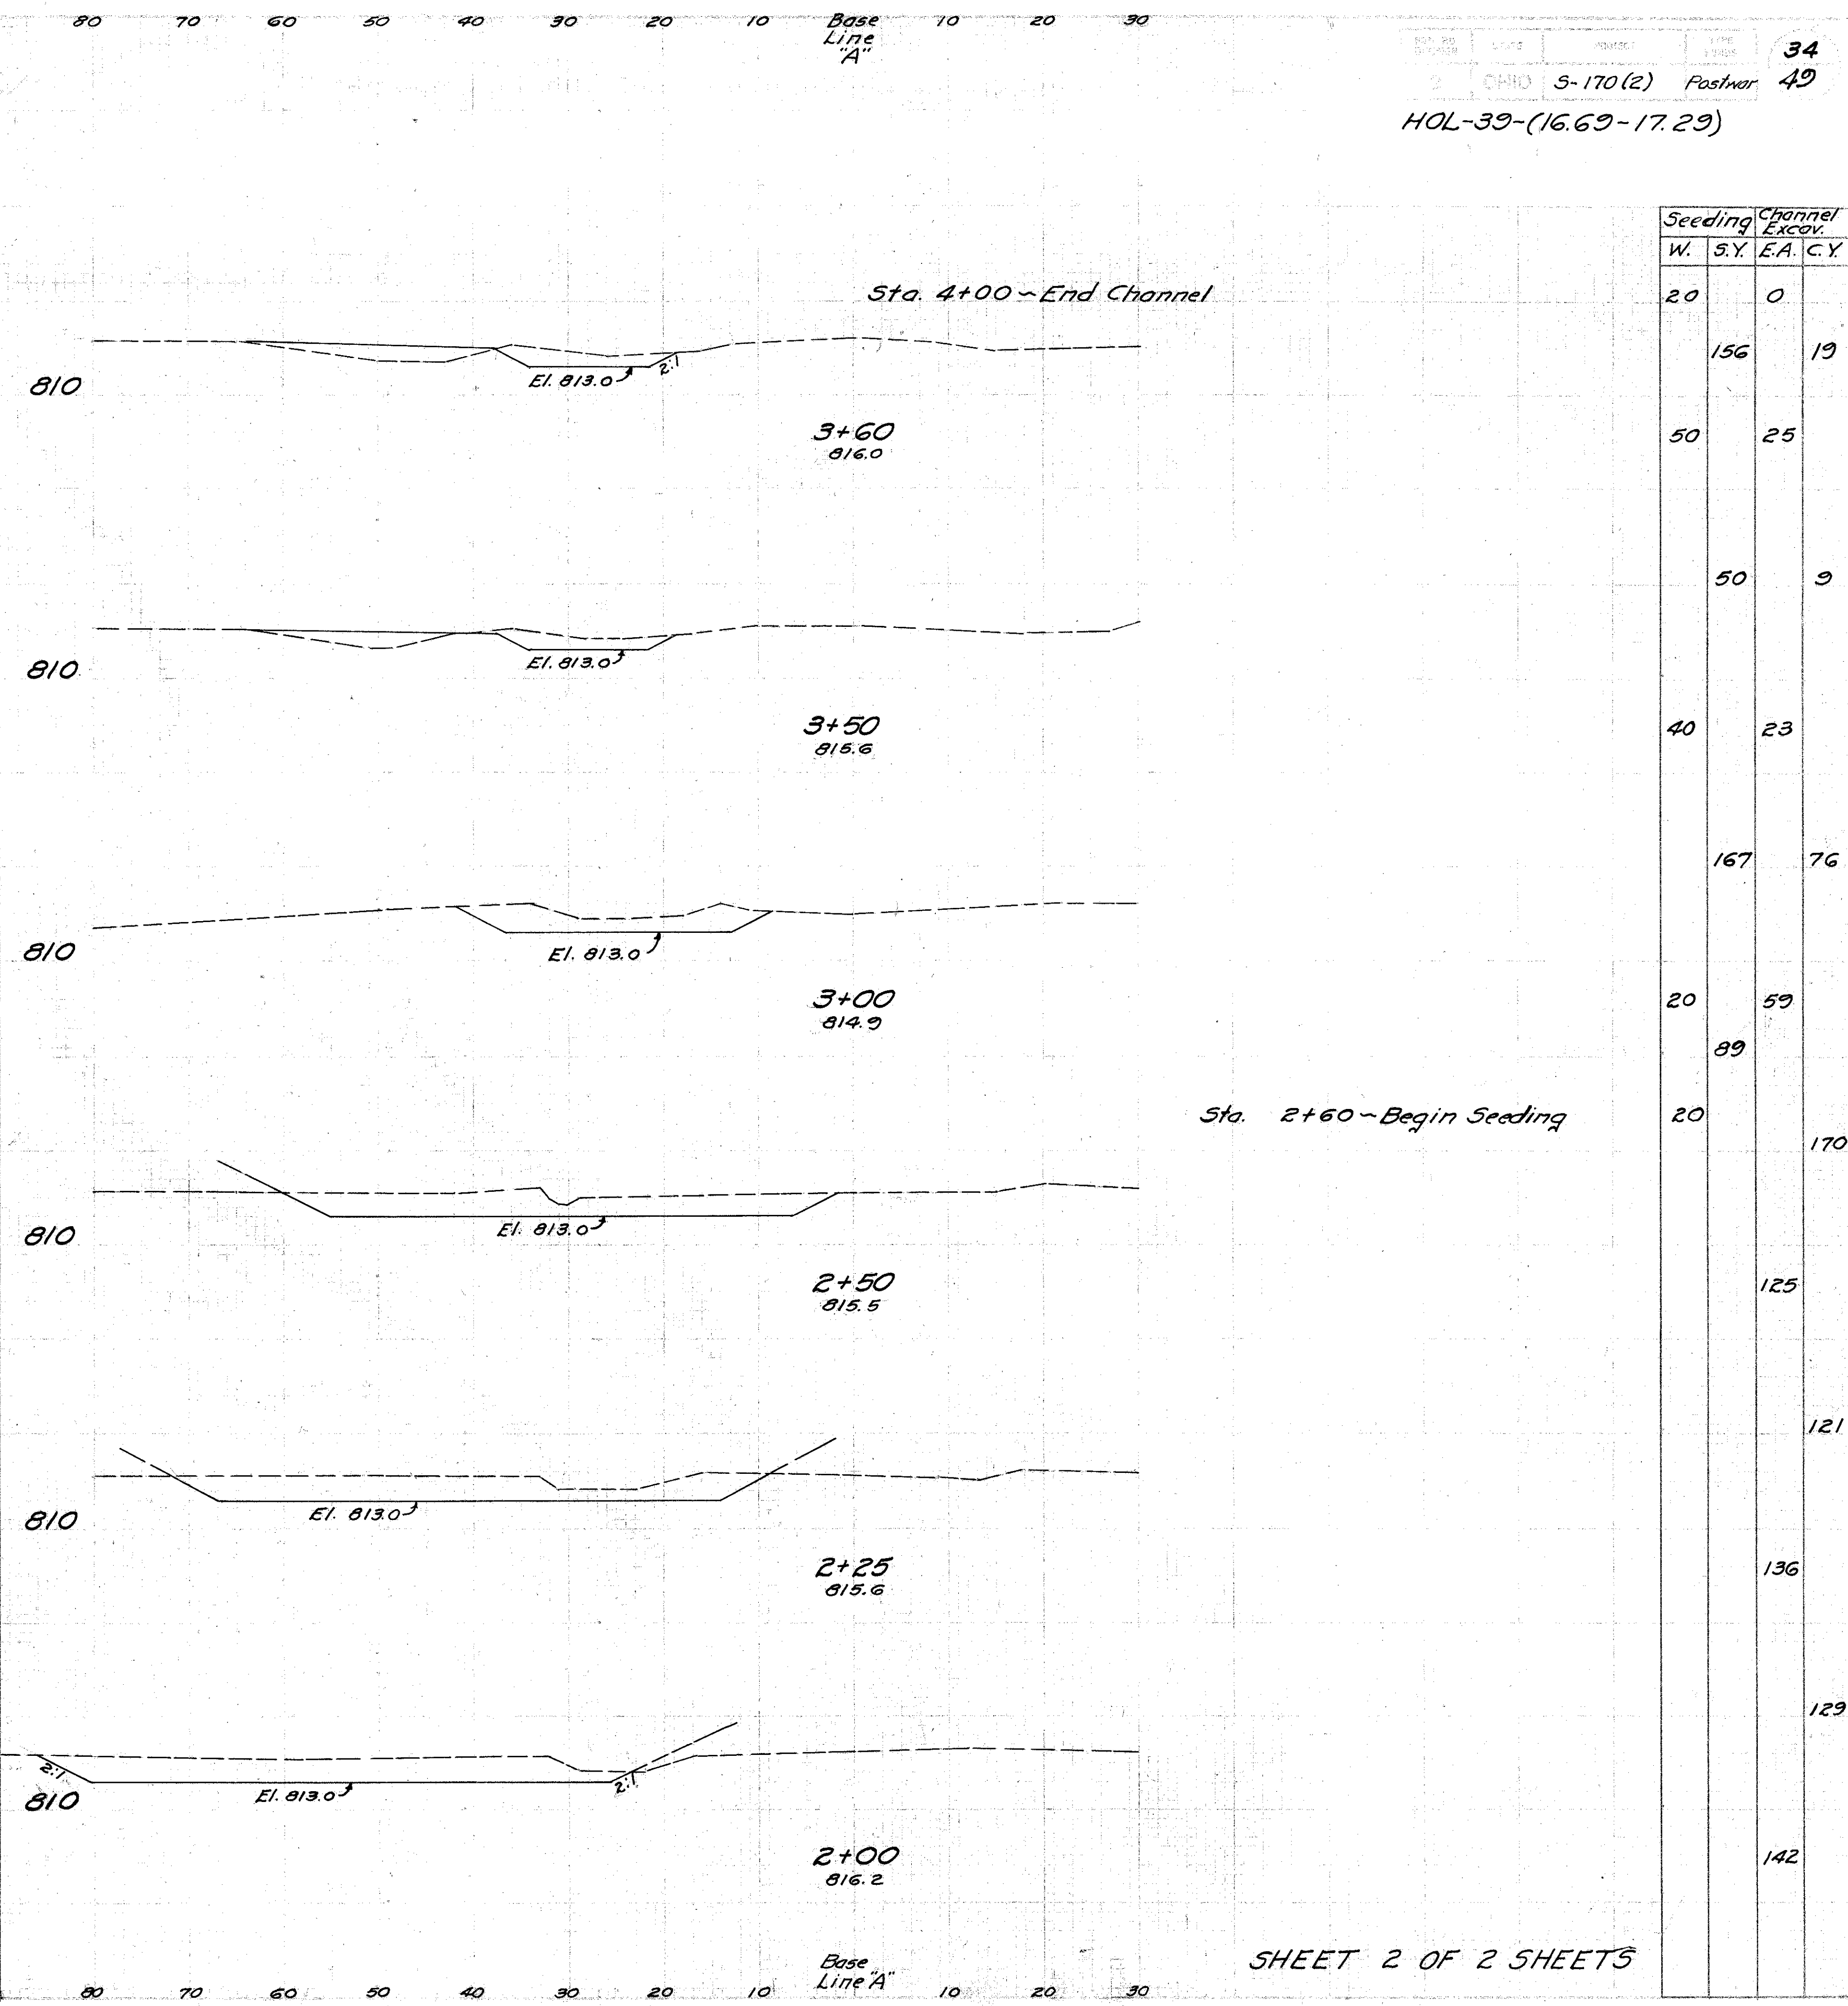 80 70 60 50 40 30 20 10 Base 10 20 30
Line
"A"
34
OHIO S-170(2) Postwar 49
HOL-39-(16.69-17.29)
Seeding Channel Excav.
W. S.Y. E.A. C.Y.
Sta. 4+00~End Channel 20 0
156 19
El. 813.0 2:1
810
3+60 50 25
816.0
50 9
El. 813.0
810
3+50 40 23
815.6
167 76
El. 813.0
810
3+00 20 59
814.9
89
Sta. 2+60~Begin Seeding 20
170
El. 813.0
810
2+50 125
815.5
121
El. 813.0
810
2+25 136
815.6
129
2:1 El. 813.0 2:1
810
2+00 142
816.2
SHEET 2 OF 2 SHEETS
Base
Line "A"
80 70 60 50 40 30 20 10 10 20 30